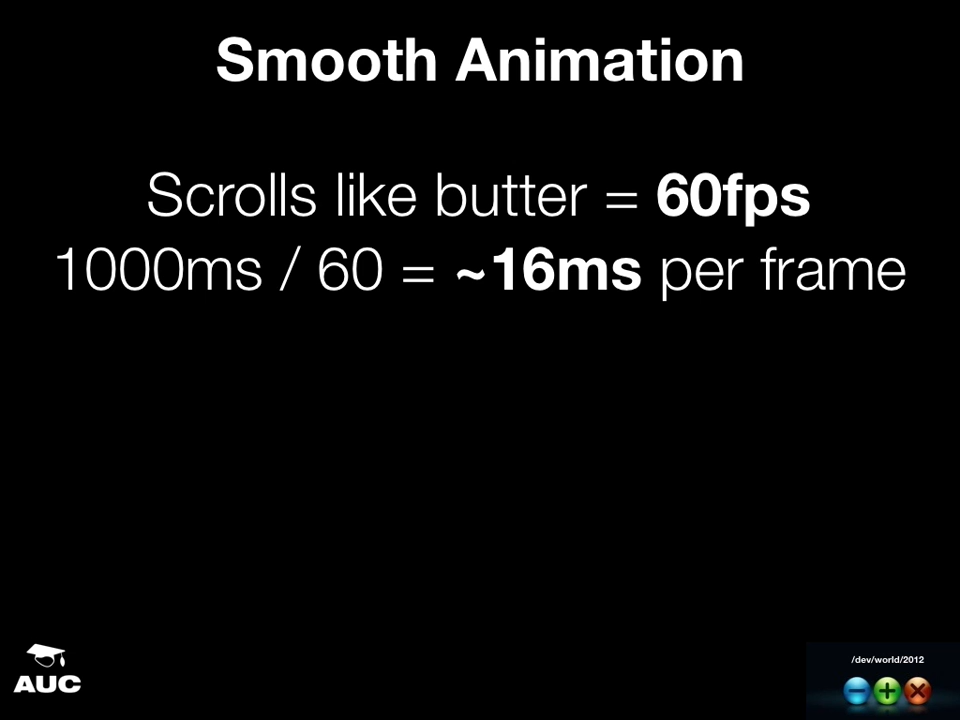 Smooth Animation
Scrolls like butter = 60fps
1000ms / 60 = ~16ms per frame
AUC
/dev/world/2012